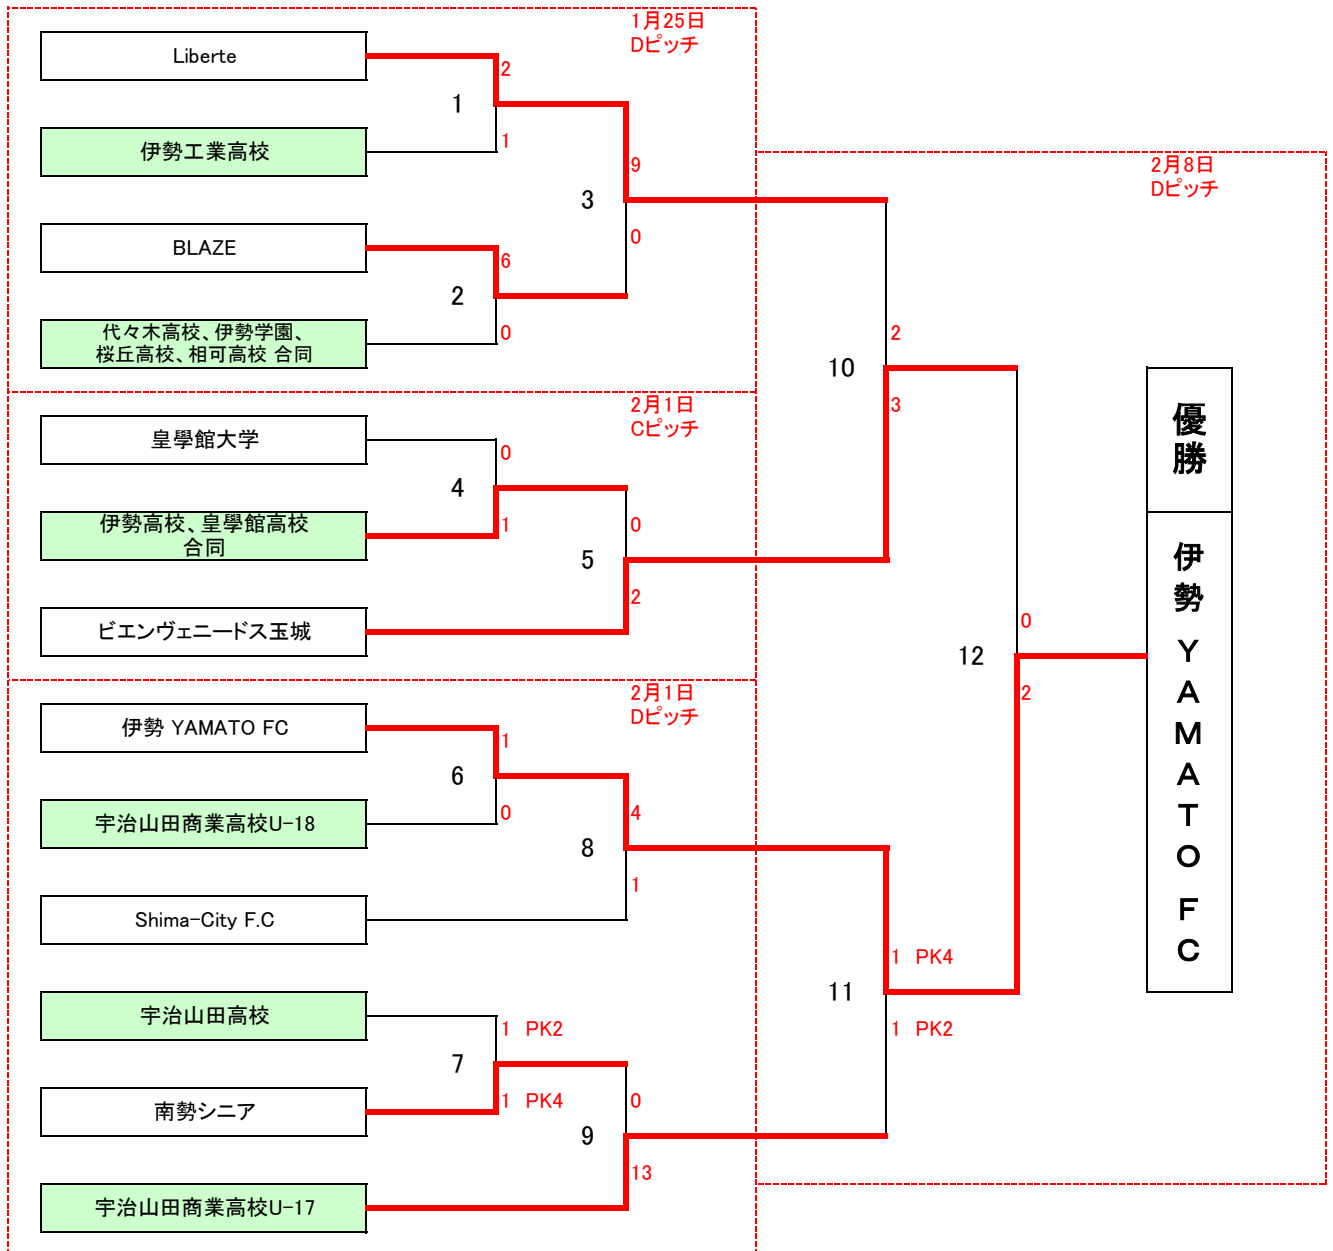 1月25日
Dピッチ
Liberte
2
1
1
伊勢工業高校
9
3
0
BLAZE
6
2
0
代々木高校、伊勢学園、
桜丘高校、相可高校 合同
2月8日
Dピッチ
2
10
3
2月1日
Cピッチ
皇學館大学
0
4
1
伊勢高校、皇學館高校
合同
0
5
2
ビエンヴェニードス玉城
0
12
2
優勝
伊勢 YAMATO FC
2月1日
Dピッチ
伊勢 YAMATO FC
1
6
0
宇治山田商業高校U-18
4
8
1
Shima-City F.C
1 PK4
11
1 PK2
宇治山田高校
1 PK2
7
1 PK4
南勢シニア
0
9
13
宇治山田商業高校U-17